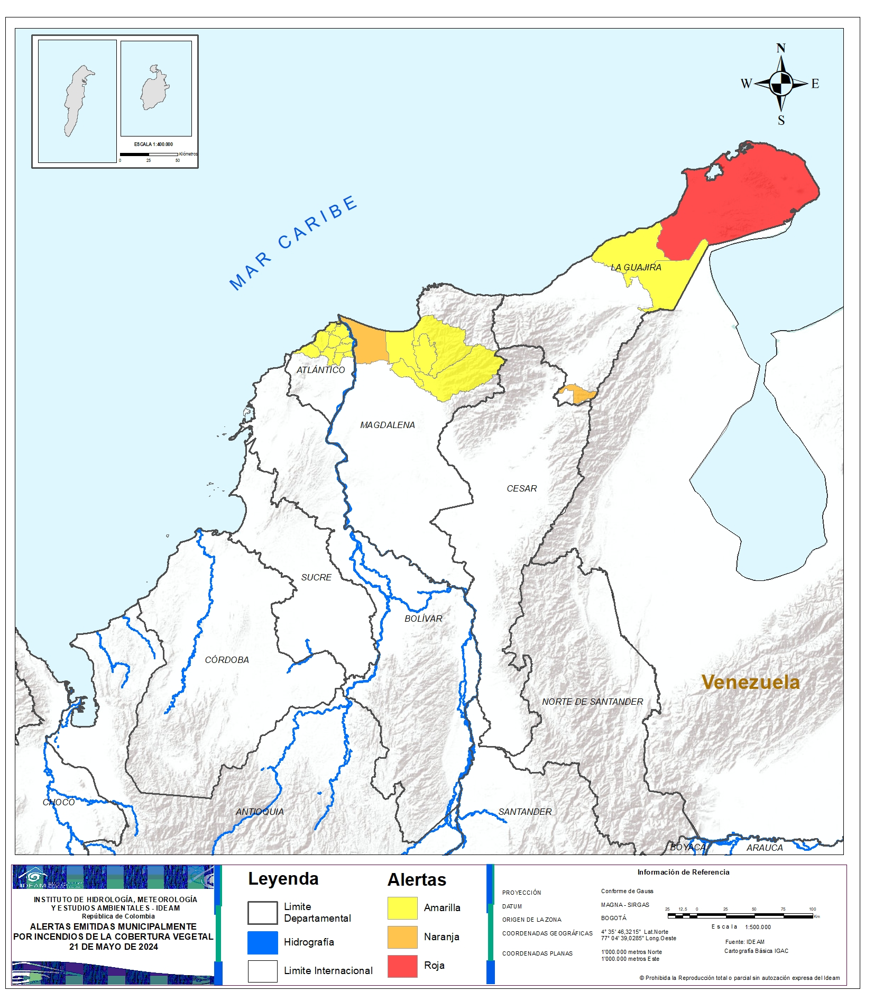 ESCALA 1:400.000
Kilómetros
0 25 50
N
W E
S
MAR CARIBE
LA GUAJIRA
ATLÁNTICO
MAGDALENA
CESAR
SUCRE
BOLÍVAR
CÓRDOBA
Venezuela
NORTE DE SANTANDER
CHOCÓ
ANTIOQUIA
SANTANDER
BOYACÁ
ARAUCA
IDEAM
INSTITUTO DE HIDROLOGÍA, METEOROLOGÍA
Y ESTUDIOS AMBIENTALES - IDEAM
República de Colombia
ALERTAS EMITIDAS MUNICIPALMENTE
POR INCENDIOS DE LA COBERTURA VEGETAL
21 DE MAYO DE 2024
Leyenda
Limite
Departamental
Hidrografía
Limite Internacional
Alertas
Amarilla
Naranja
Roja
Información de Referencia
PROYECCIÓN Conforme de Gauss
DATUM MAGNA - SIRGAS
ORIGEN DE LA ZONA BOGOTÁ
COORDENADAS GEOGRÁFICAS 4° 35' 46,3215" Lat.Norte
77° 04' 39,0285" Long.Oeste
COORDENADAS PLANAS 1'000.000 metros Norte
1'000.000 metros Este
25 12,5 0 25 50 75 100
Km
Escala 1:500.000
Fuente: IDEAM
Cartografía Básica IGAC
© Prohibida la Reproducción total o parcial sin autozación expresa del Ideam